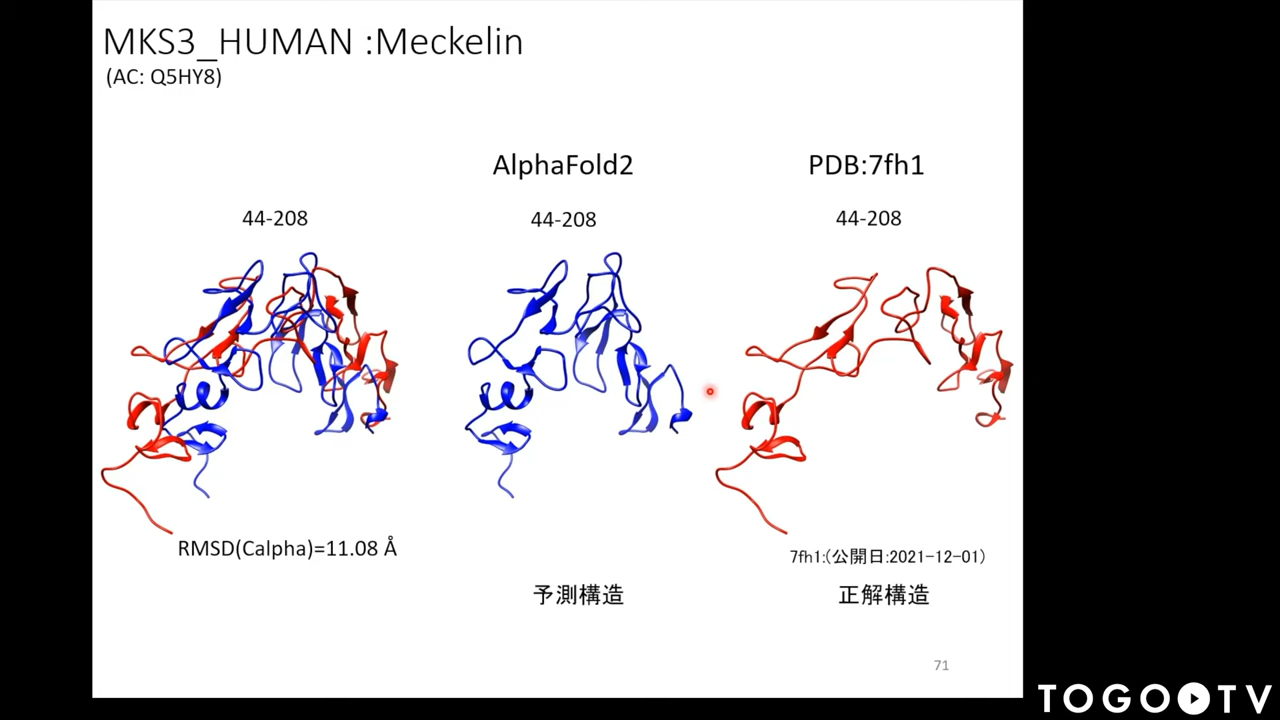 MKS3_HUMAN :Meckelin
(AC: Q5HY8)
AlphaFold2
PDB:7fh1
44-208
44-208
44-208
RMSD(Calpha)=11.08 Å
7fh1:(公開日:2021-12-01)
予測構造
正解構造
71
TOGO TV